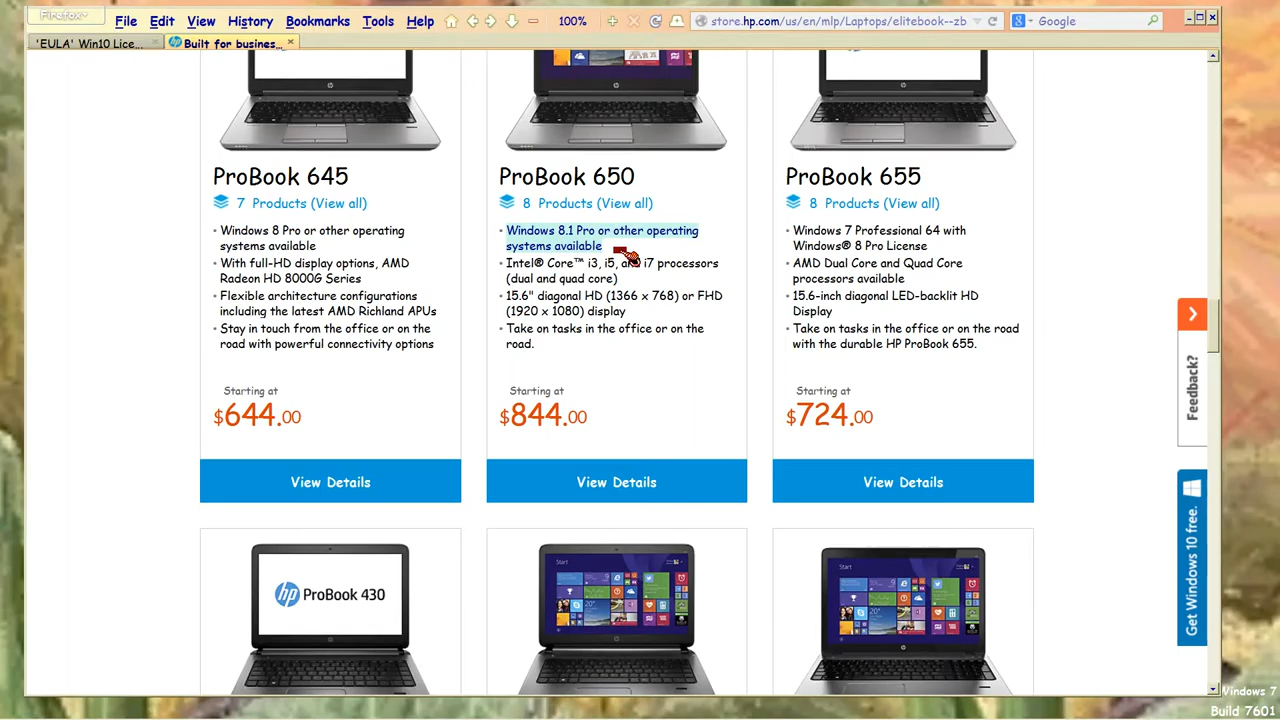 Firefox
File Edit View History Bookmarks Tools Help
100%
store.hp.com/us/en/mlp/Laptops/elitebook--zb
Google
'EULA' Win10 Lice...
Built for busines...
ProBook 645
7 Products (View all)
• Windows 8 Pro or other operating
systems available
• With full-HD display options, AMD
Radeon HD 8000G Series
• Flexible architecture configurations
including the latest AMD Richland APUs
• Stay in touch from the office or on the
road with powerful connectivity options
Starting at
$644.00
View Details
ProBook 650
8 Products (View all)
• Windows 8.1 Pro or other operating
systems available
• Intel® Core™ i3, i5, and i7 processors
(dual and quad core)
• 15.6" diagonal HD (1366 x 768) or FHD
(1920 x 1080) display
• Take on tasks in the office or on the
road.
Starting at
$844.00
View Details
ProBook 655
8 Products (View all)
• Windows 7 Professional 64 with
Windows® 8 Pro License
• AMD Dual Core and Quad Core
processors available
• 15.6-inch diagonal LED-backlit HD
Display
• Take on tasks in the office or on the road
with the durable HP ProBook 655.
Starting at
$724.00
View Details
hp ProBook 430
Start
Start
Feedback?
Get Windows 10 free.
Windows 7
Build 7601